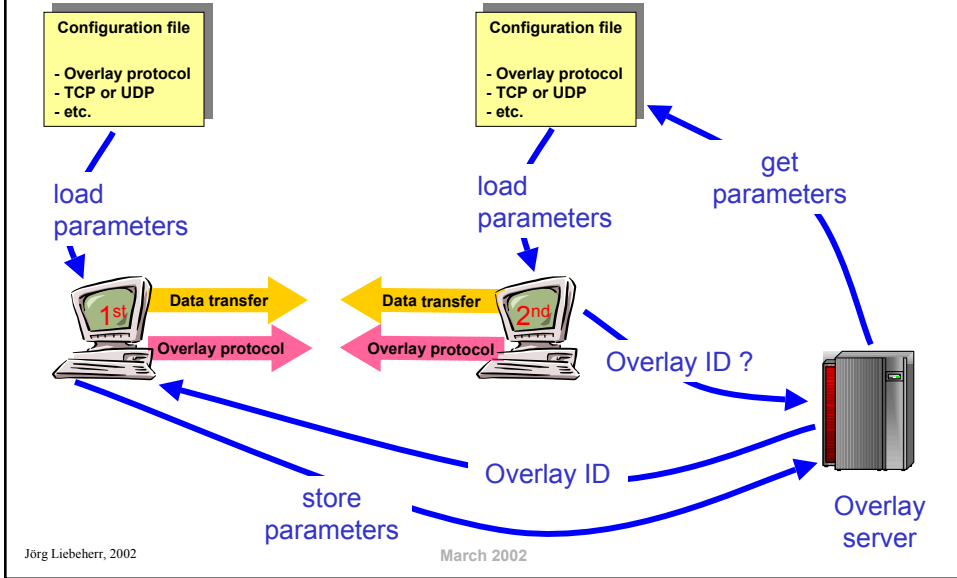 Configuration file
- Overlay protocol
- TCP or UDP
- etc.
Configuration file
- Overlay protocol
- TCP or UDP
- etc.
load
parameters
load
parameters
get
parameters
1st
Data transfer
Overlay protocol
Data transfer
Overlay protocol
2nd
Overlay ID ?
Overlay ID
store
parameters
Overlay
server
Jörg Liebeherr, 2002
March 2002